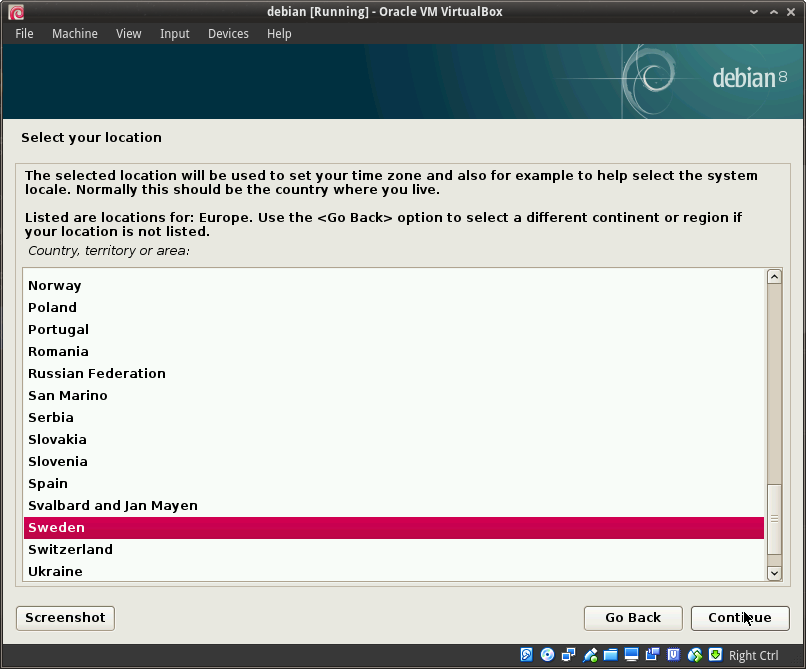 debian [Running] - Oracle VM VirtualBox
File Machine View Input Devices Help
debian 8
Select your location
The selected location will be used to set your time zone and also for example to help select the system
locale. Normally this should be the country where you live.
Listed are locations for: Europe. Use the <Go Back> option to select a different continent or region if
your location is not listed.
Country, territory or area:
Norway
Poland
Portugal
Romania
Russian Federation
San Marino
Serbia
Slovakia
Slovenia
Spain
Svalbard and Jan Mayen
Sweden
Switzerland
Ukraine
Screenshot Go Back Continue
Right Ctrl